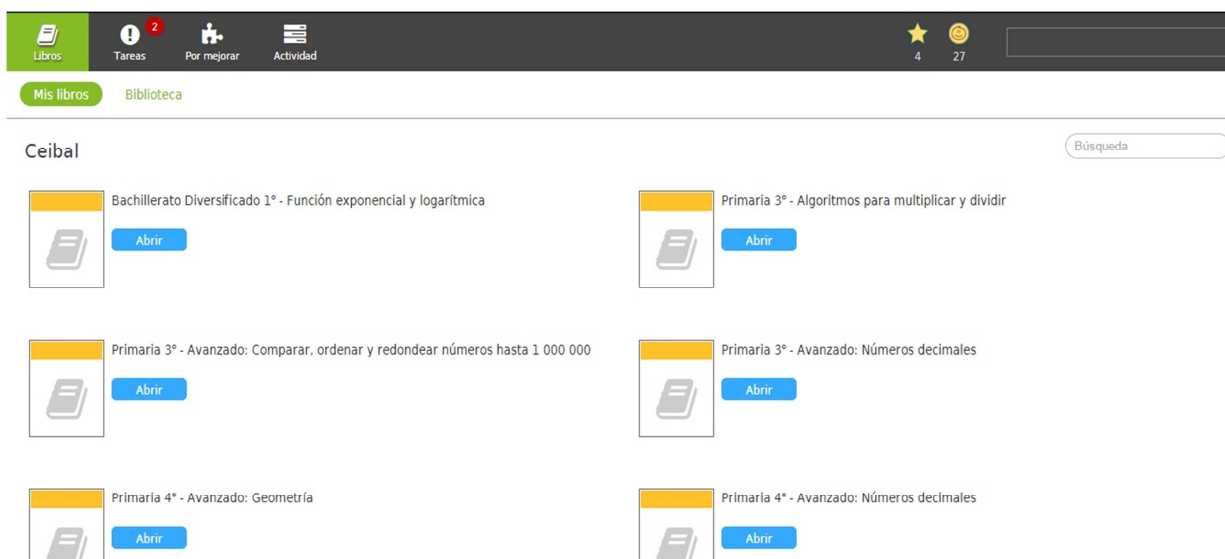 Libros
Tareas
2
Por mejorar
Actividad
4
27
Mis libros
Biblioteca
Ceibal
Búsqueda
Bachillerato Diversificado 1° - Función exponencial y logarítmica
Abrir
Primaria 3° - Algoritmos para multiplicar y dividir
Abrir
Primaria 3° - Avanzado: Comparar, ordenar y redondear números hasta 1 000 000
Abrir
Primaria 3° - Avanzado: Números decimales
Abrir
Primaria 4° - Avanzado: Geometría
Abrir
Primaria 4° - Avanzado: Números decimales
Abrir